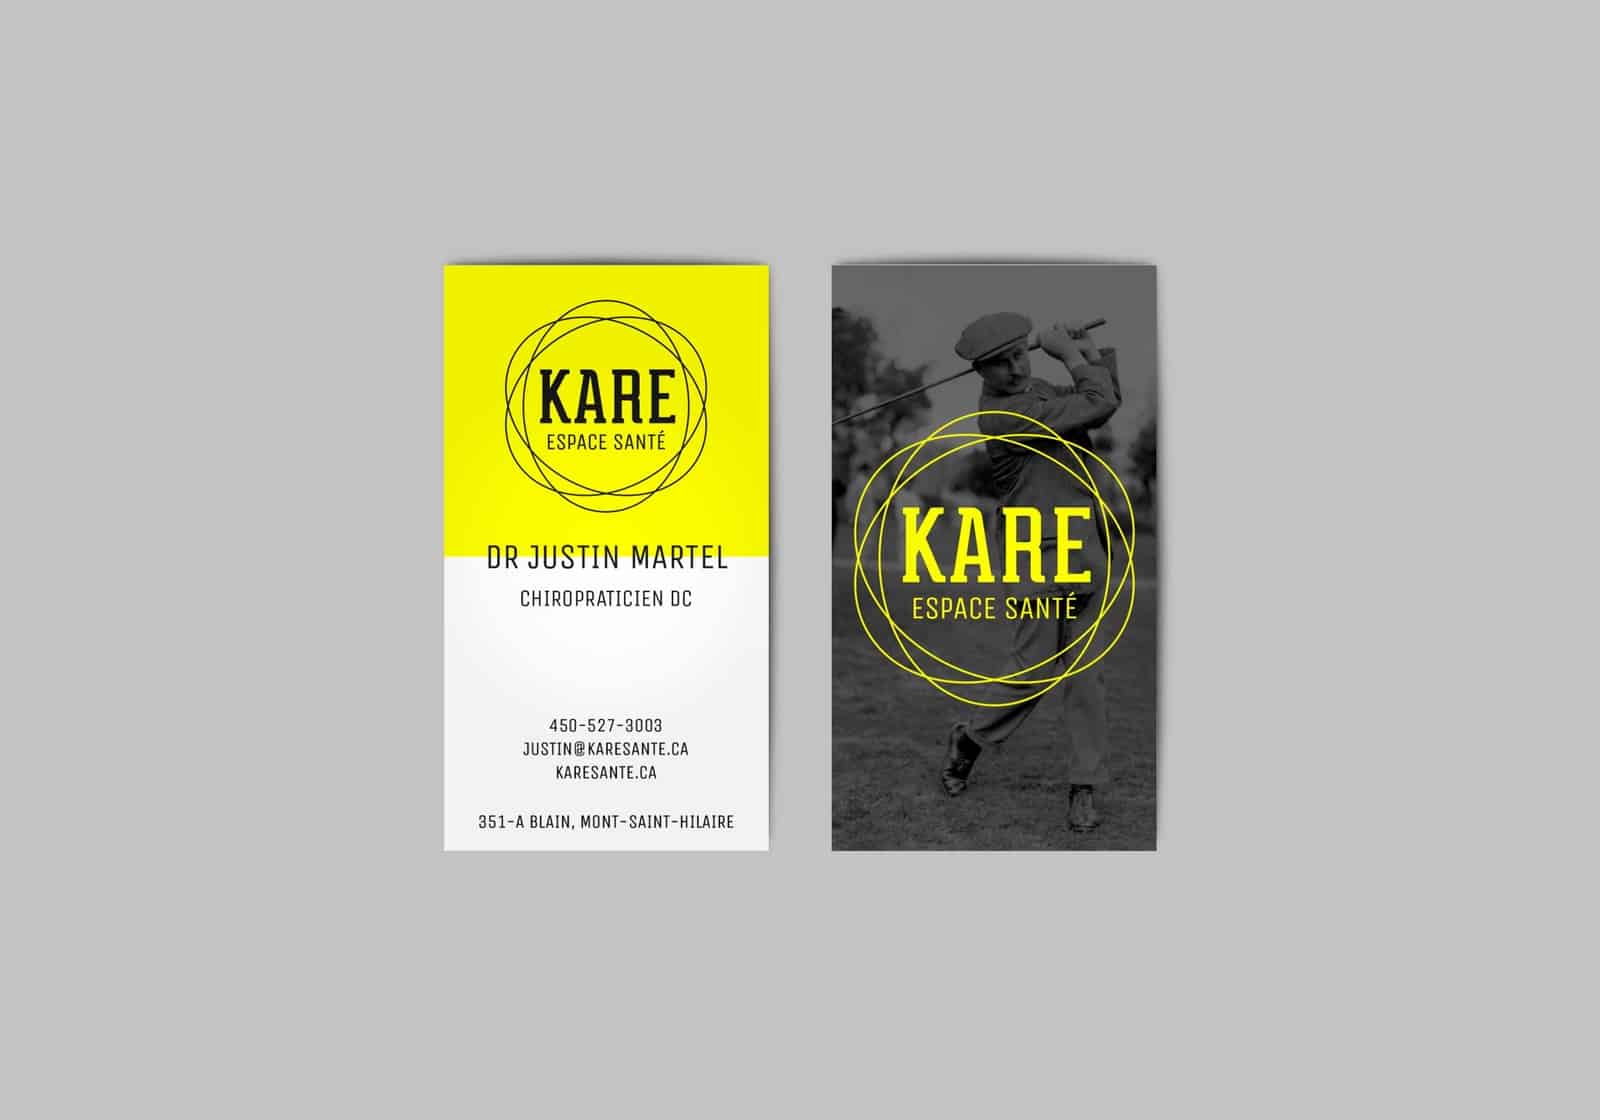 KARE
ESPACE SANTÉ
DR JUSTIN MARTEL
CHIROPRATICIEN DC
450-527-3003
JUSTIN@KARESANTE.CA
KARESANTE.CA
351-A BLAIN, MONT-SAINT-HILAIRE
KARE
ESPACE SANTÉ